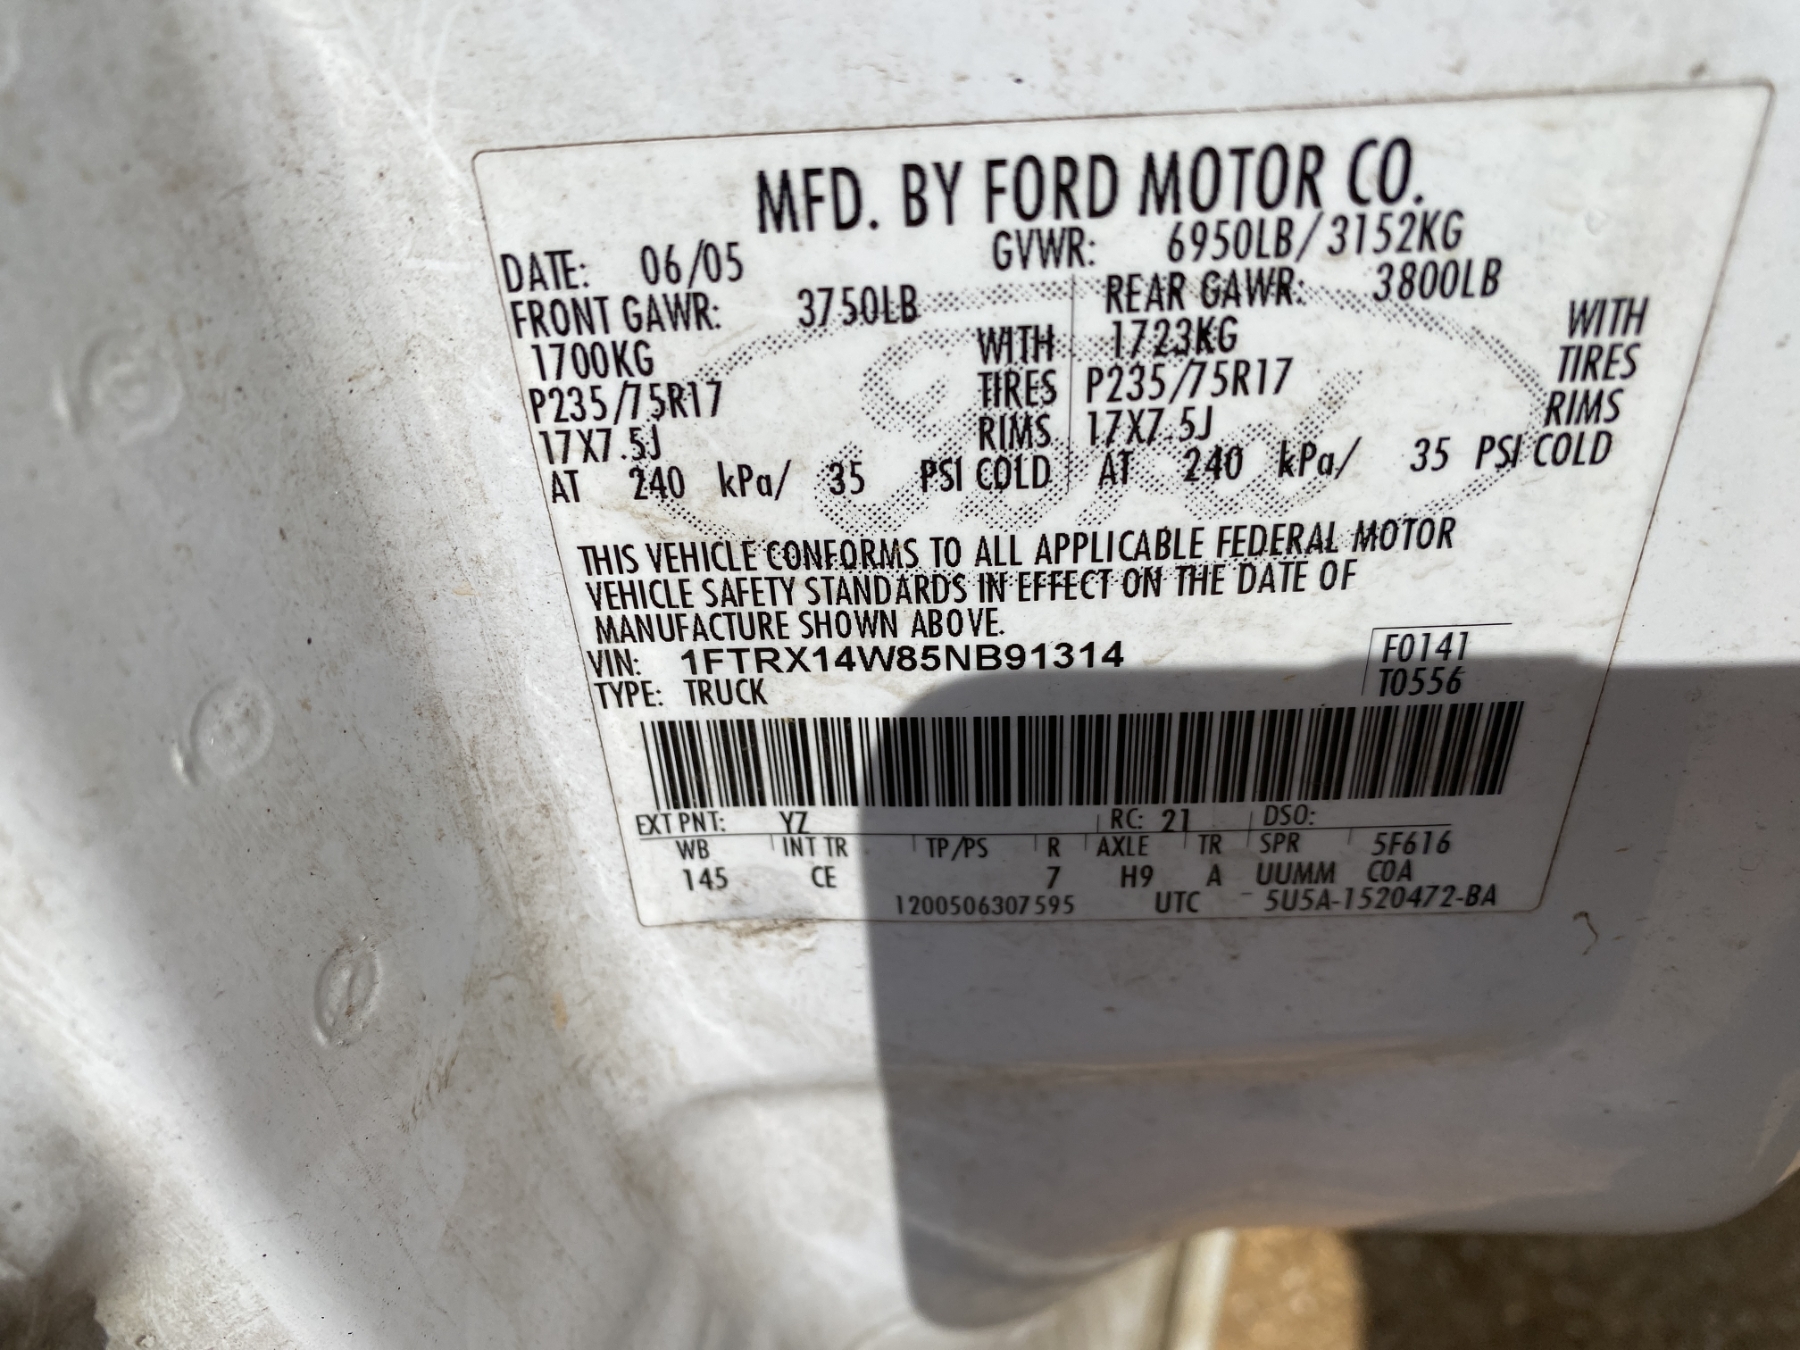 MFD. BY FORD MOTOR CO.
DATE: 06/05 GVWR: 6950LB/3152KG
FRONT GAWR: 3750LB REAR GAWR: 3800LB
1700KG WITH 1723KG WITH
P235/75R17 TIRES P235/75R17 TIRES
17X7.5J RIMS 17X7.5J RIMS
AT 240 kPa/ 35 PSI COLD AT 240 kPa/ 35 PSI COLD
THIS VEHICLE CONFORMS TO ALL APPLICABLE FEDERAL MOTOR
VEHICLE SAFETY STANDARDS IN EFFECT ON THE DATE OF
MANUFACTURE SHOWN ABOVE.
VIN: 1FTRX14W85NB91314 F0141
TYPE: TRUCK T0556
EXT PNT: YZ RC: 21 DSO:
WB INT TR TP/PS R AXLE TR SPR 5F616
145 CE 7 H9 A UUMM COA
1200506307595 UTC 5U5A-1520472-BA